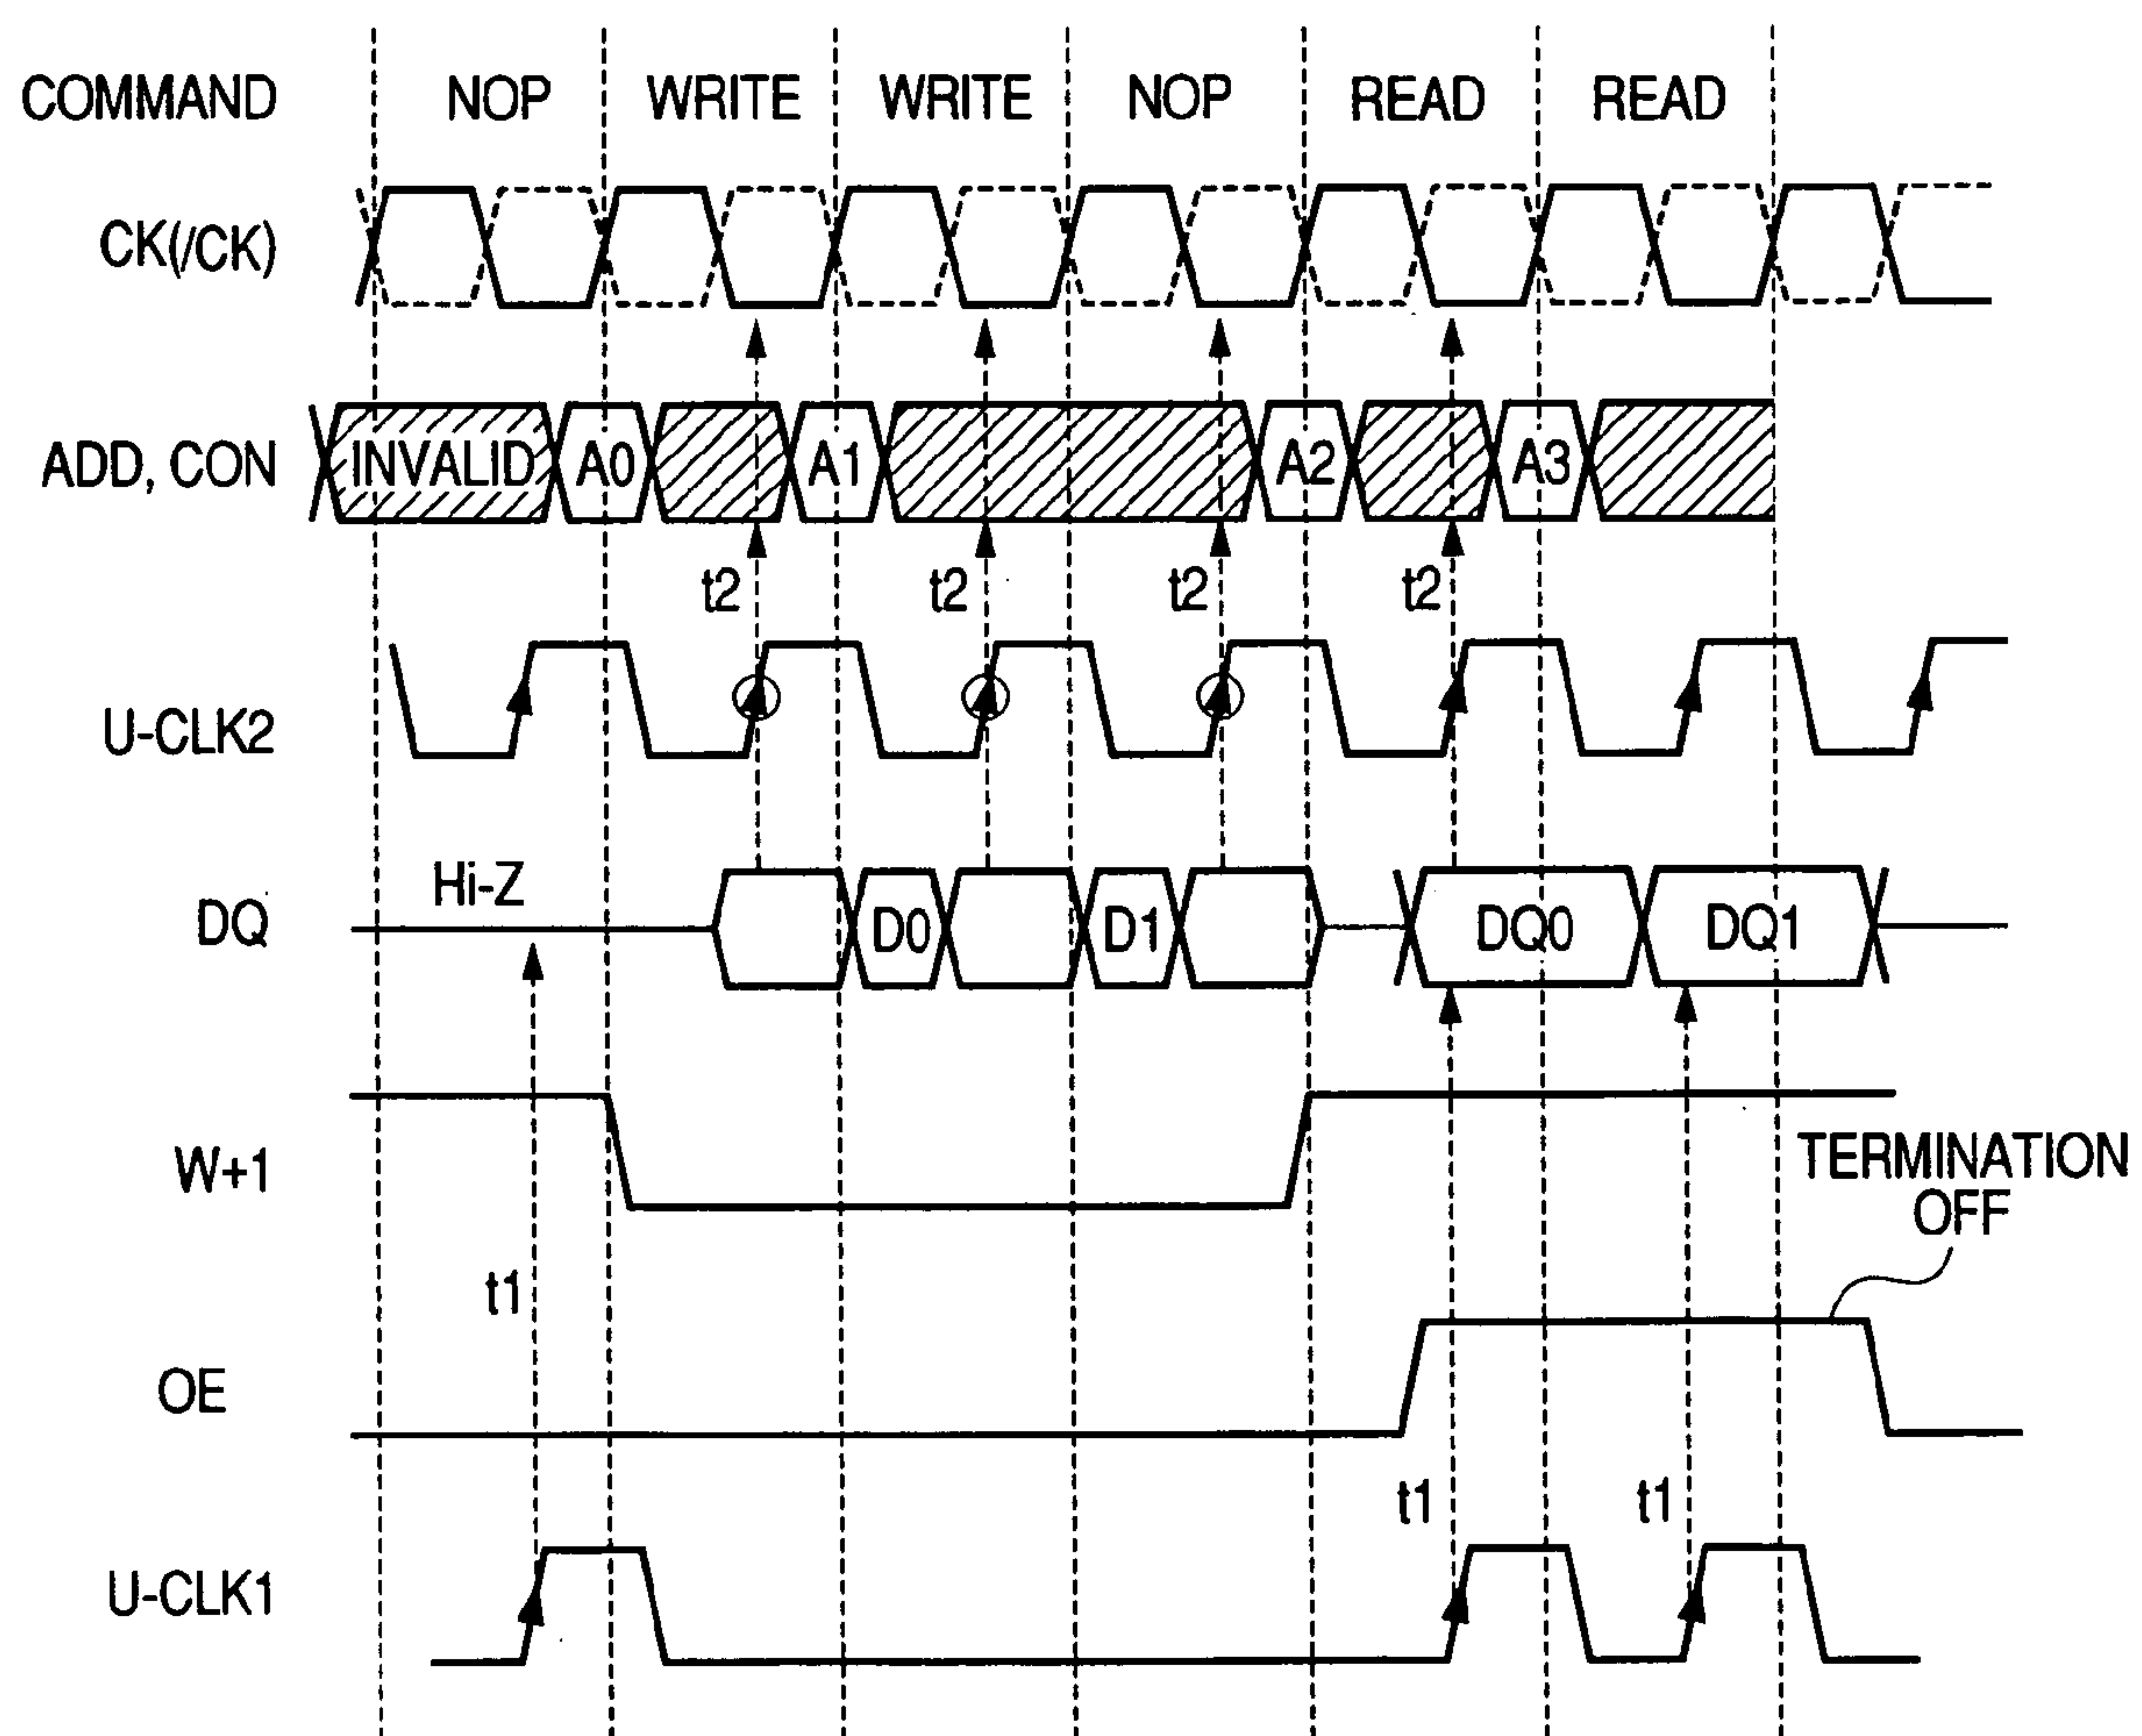 COMMAND NOP WRITE WRITE NOP READ READ
CK(/CK)
ADD, CON INVALID A0 A1 A2 A3
t2 t2 t2 t2
U-CLK2
Hi-Z
DQ D0 D1 DQ0 DQ1
W+1
TERMINATION
OFF
t1
OE
t1 t1
U-CLK1